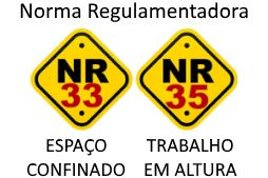 Norma Regulamentadora
NR NR
33 35
ESPAÇO TRABALHO
CONFINADO EM ALTURA